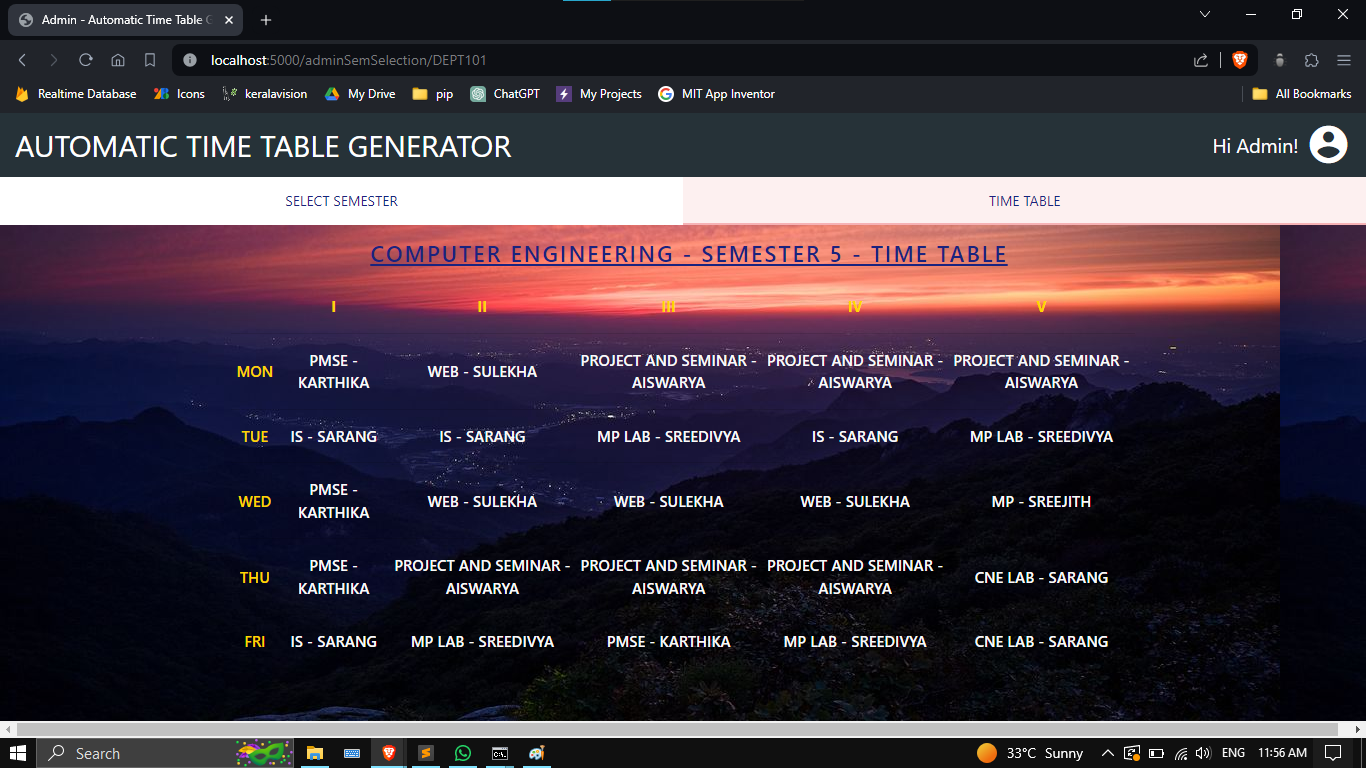 Admin - Automatic Time Table G
localhost:5000/adminSemSelection/DEPT101
Realtime Database Icons keralavision My Drive pip ChatGPT My Projects MIT App Inventor All Bookmarks
AUTOMATIC TIME TABLE GENERATOR Hi Admin!
SELECT SEMESTER TIME TABLE
COMPUTER ENGINEERING - SEMESTER 5 - TIME TABLE
I II III IV V
PMSE - PROJECT AND SEMINAR - PROJECT AND SEMINAR - PROJECT AND SEMINAR -
MON WEB - SULEKHA
KARTHIKA AISWARYA AISWARYA AISWARYA
TUE IS - SARANG IS - SARANG MP LAB - SREEDIVYA IS - SARANG MP LAB - SREEDIVYA
PMSE -
WED WEB - SULEKHA WEB - SULEKHA WEB - SULEKHA MP - SREEJITH
KARTHIKA
PMSE - PROJECT AND SEMINAR - PROJECT AND SEMINAR - PROJECT AND SEMINAR -
THU CNE LAB - SARANG
KARTHIKA AISWARYA AISWARYA AISWARYA
FRI IS - SARANG MP LAB - SREEDIVYA PMSE - KARTHIKA MP LAB - SREEDIVYA CNE LAB - SARANG
Search 33°C Sunny ENG 11:56 AM